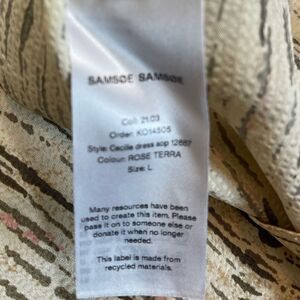 SAMSØE SAMSØE
Coll: 21.03
Order: KO14505
Style: Cecille dress aop 12887
Colour: ROSE TERRA
Size: L
Many resources have been
used to create this item. Please
pass it on to someone else or
donate it when no longer
needed.
This label is made from
recycled materials.